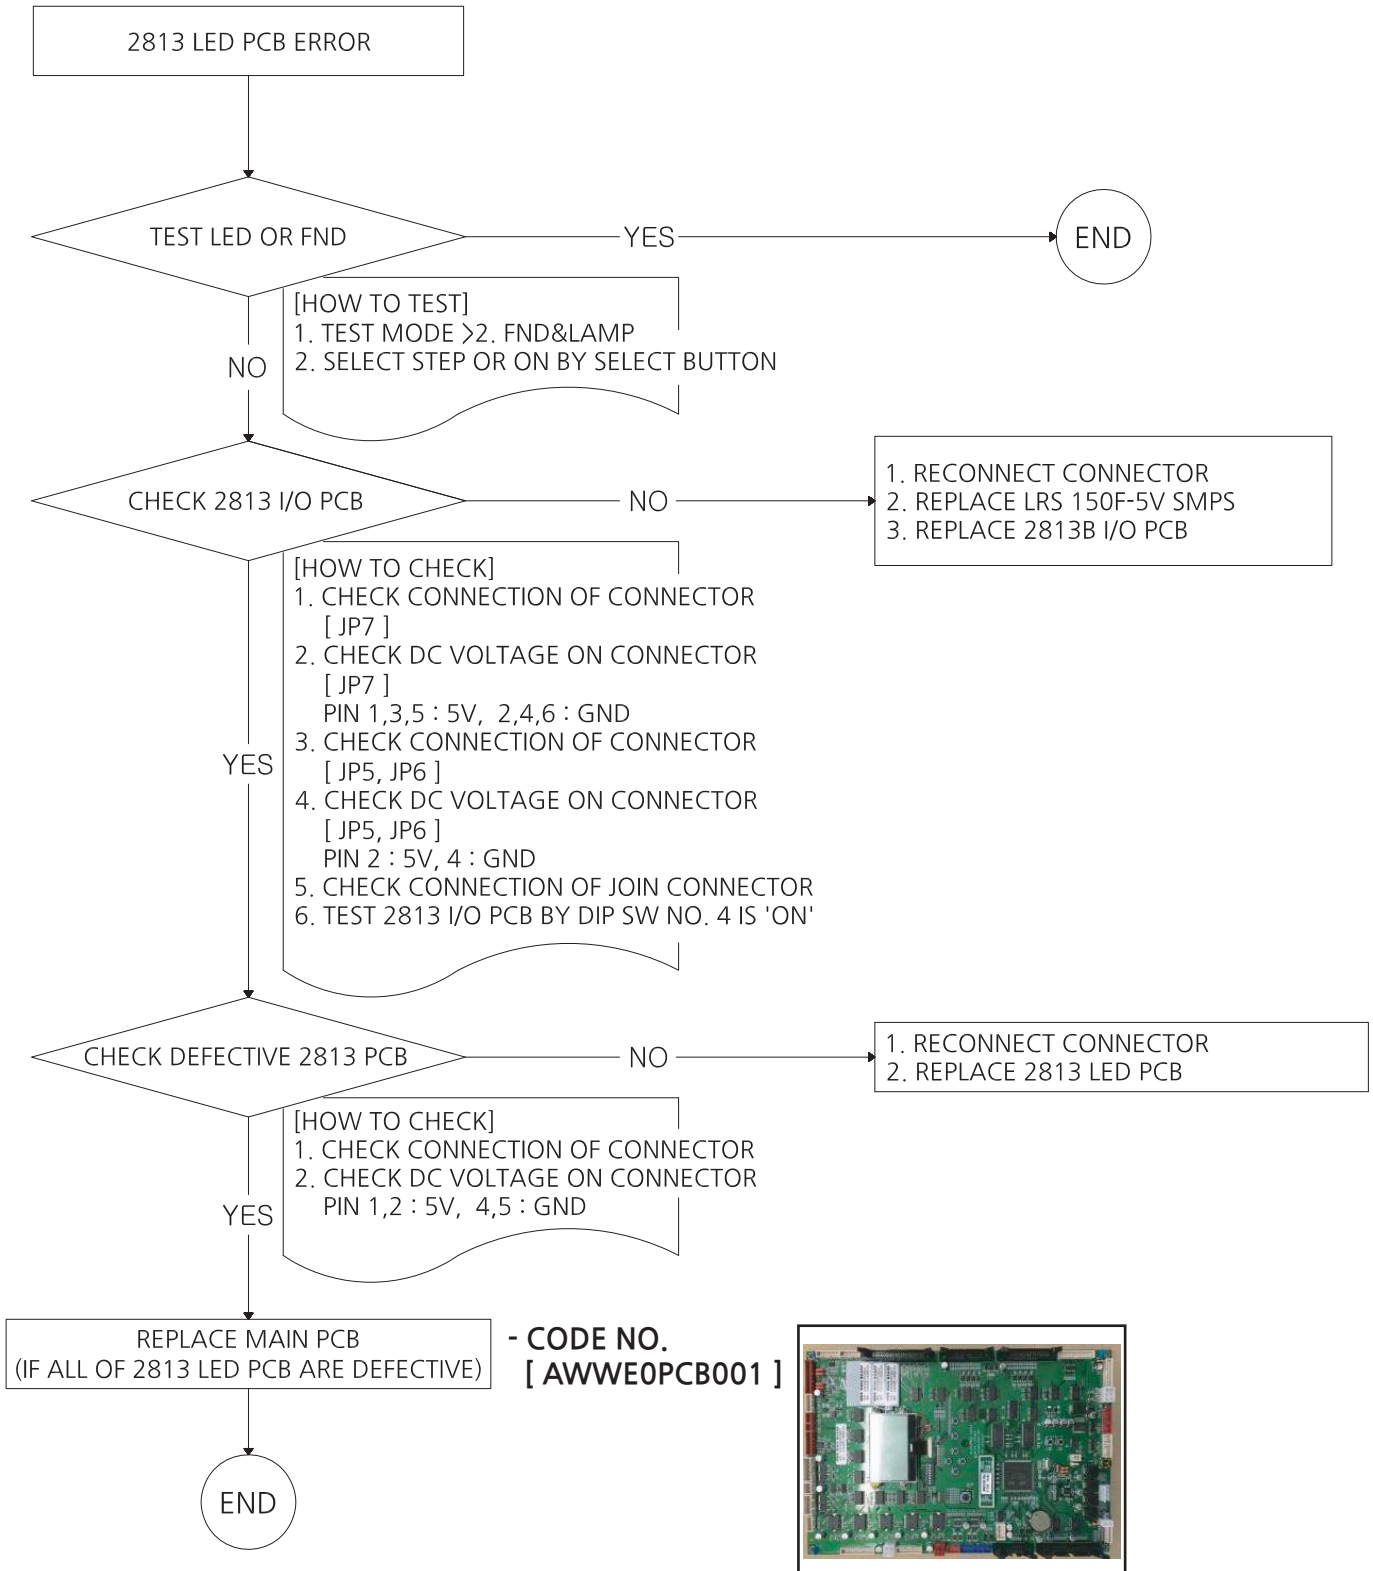 2813 LED PCB ERROR
TEST LED OR FND
YES
END
[HOW TO TEST]
1. TEST MODE >2. FND&LAMP
2. SELECT STEP OR ON BY SELECT BUTTON
NO
CHECK 2813 I/O PCB
NO
1. RECONNECT CONNECTOR
2. REPLACE LRS 150F-5V SMPS
3. REPLACE 2813B I/O PCB
[HOW TO CHECK]
1. CHECK CONNECTION OF CONNECTOR
[ JP7 ]
2. CHECK DC VOLTAGE ON CONNECTOR
[ JP7 ]
PIN 1,3,5 : 5V, 2,4,6 : GND
3. CHECK CONNECTION OF CONNECTOR
[ JP5, JP6 ]
4. CHECK DC VOLTAGE ON CONNECTOR
[ JP5, JP6 ]
PIN 2 : 5V, 4 : GND
5. CHECK CONNECTION OF JOIN CONNECTOR
6. TEST 2813 I/O PCB BY DIP SW NO. 4 IS 'ON'
YES
CHECK DEFECTIVE 2813 PCB
NO
1. RECONNECT CONNECTOR
2. REPLACE 2813 LED PCB
[HOW TO CHECK]
1. CHECK CONNECTION OF CONNECTOR
2. CHECK DC VOLTAGE ON CONNECTOR
PIN 1,2 : 5V, 4,5 : GND
YES
REPLACE MAIN PCB
(IF ALL OF 2813 LED PCB ARE DEFECTIVE)
- CODE NO.
[ AWWE0PCB001 ]
END